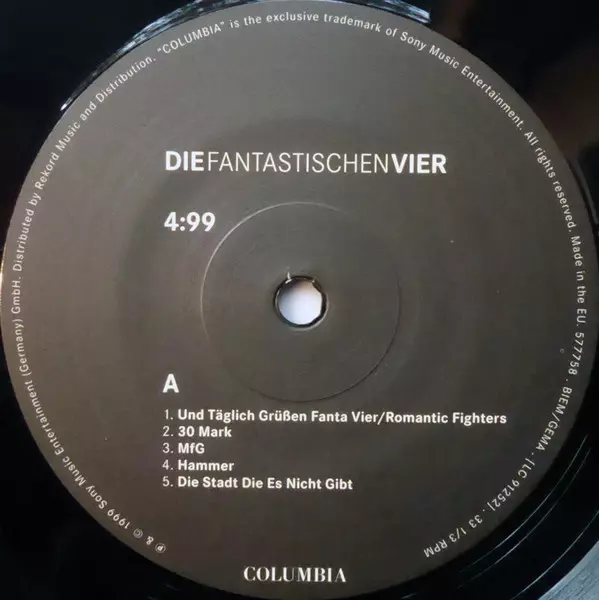 ℗ © 1999 Sony Music Entertainment (Germany) GmbH. Distributed by Rekord Music and Distribution. "COLUMBIA" is the exclusive trademark of Sony Music Entertainment. All rights reserved. Made in the EU. 577758 . BIEM/GEMA . (LC 91252) . 33 1/3 RPM
DIEFANTASTISCHENVIER
4:99
A
1. Und Täglich Grüßen Fanta Vier/Romantic Fighters
2. 30 Mark
3. MfG
4. Hammer
5. Die Stadt Die Es Nicht Gibt
COLUMBIA